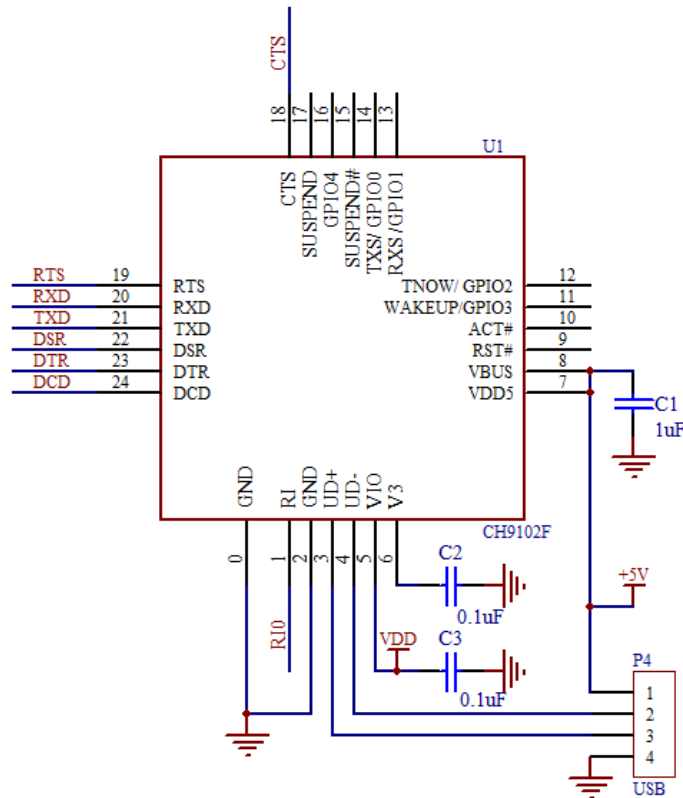 CTS
18
17
16
15
14
13
U1
CTS
SUSPEND
GPIO4
SUSPEND#
TXS/ GPIO0
RXS /GPIO1
RTS 19 RTS
RXD 20 RXD
TXD 21 TXD
DSR 22 DSR
DTR 23 DTR
DCD 24 DCD
TNOW/ GPIO2 12
WAKEUP/GPIO3 11
ACT# 10
RST# 9
VBUS 8
VDD5 7
C1
1uF
GND
RI
GND
UD+
UD-
VIO
V3
CH9102F
0
1
2
3
4
5
6
RI0
C2
0.1uF
VDD
C3
0.1uF
+5V
P4
1
2
3
4
USB